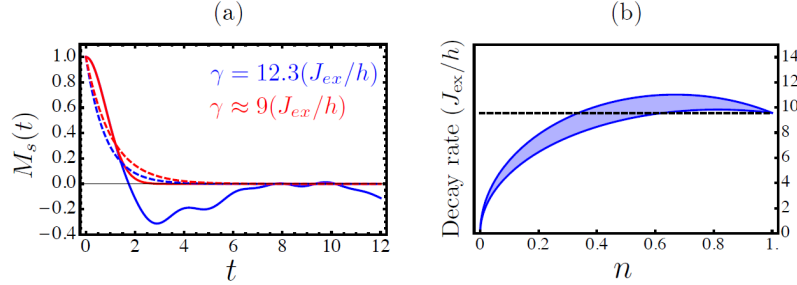 (a)
(b)
γ = 12.3(J_ex/h)
γ ≈ 9(J_ex/h)
M_s(t)
1.0
0.8
0.6
0.4
0.2
0.0
−0.2
−0.4
0 2 4 6 8 10 12
t
Decay rate (J_ex/h)
14
12
10
8
6
4
2
0
0 0.2 0.4 0.6 0.8 1.
n